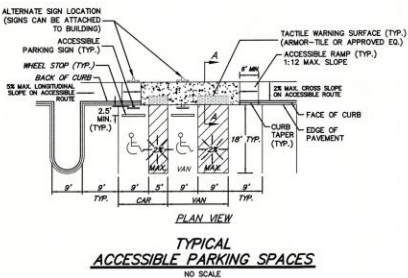 ALTERNATE SIGN LOCATION
(SIGNS CAN BE ATTACHED
TO BUILDING)
ACCESSIBLE
PARKING SIGN (TYP.)
WHEEL STOP (TYP.)
BACK OF CURB
5% MAX. LONGITUDINAL
SLOPE ON ACCESSIBLE
ROUTE
2.5'
MIN.
(TYP.)
A
A
TACTILE WARNING SURFACE (TYP.)
(ARMOR-TILE OR APPROVED EQ.)
6" MIN.
ACCESSIBLE RAMP (TYP.)
1:12 MAX. SLOPE
2% MAX. CROSS SLOPE
ON ACCESSIBLE ROUTE
FACE OF CURB
CURB
TAPER (TYP.)
EDGE OF
PAVEMENT
18' TYP.
2%
MAX.
VAN
2%
MAX.
9' 9' 9' 5' 9' 9' 9'
TYP. TYP.
CAR VAN
PLAN VIEW
TYPICAL
ACCESSIBLE PARKING SPACES
NO SCALE